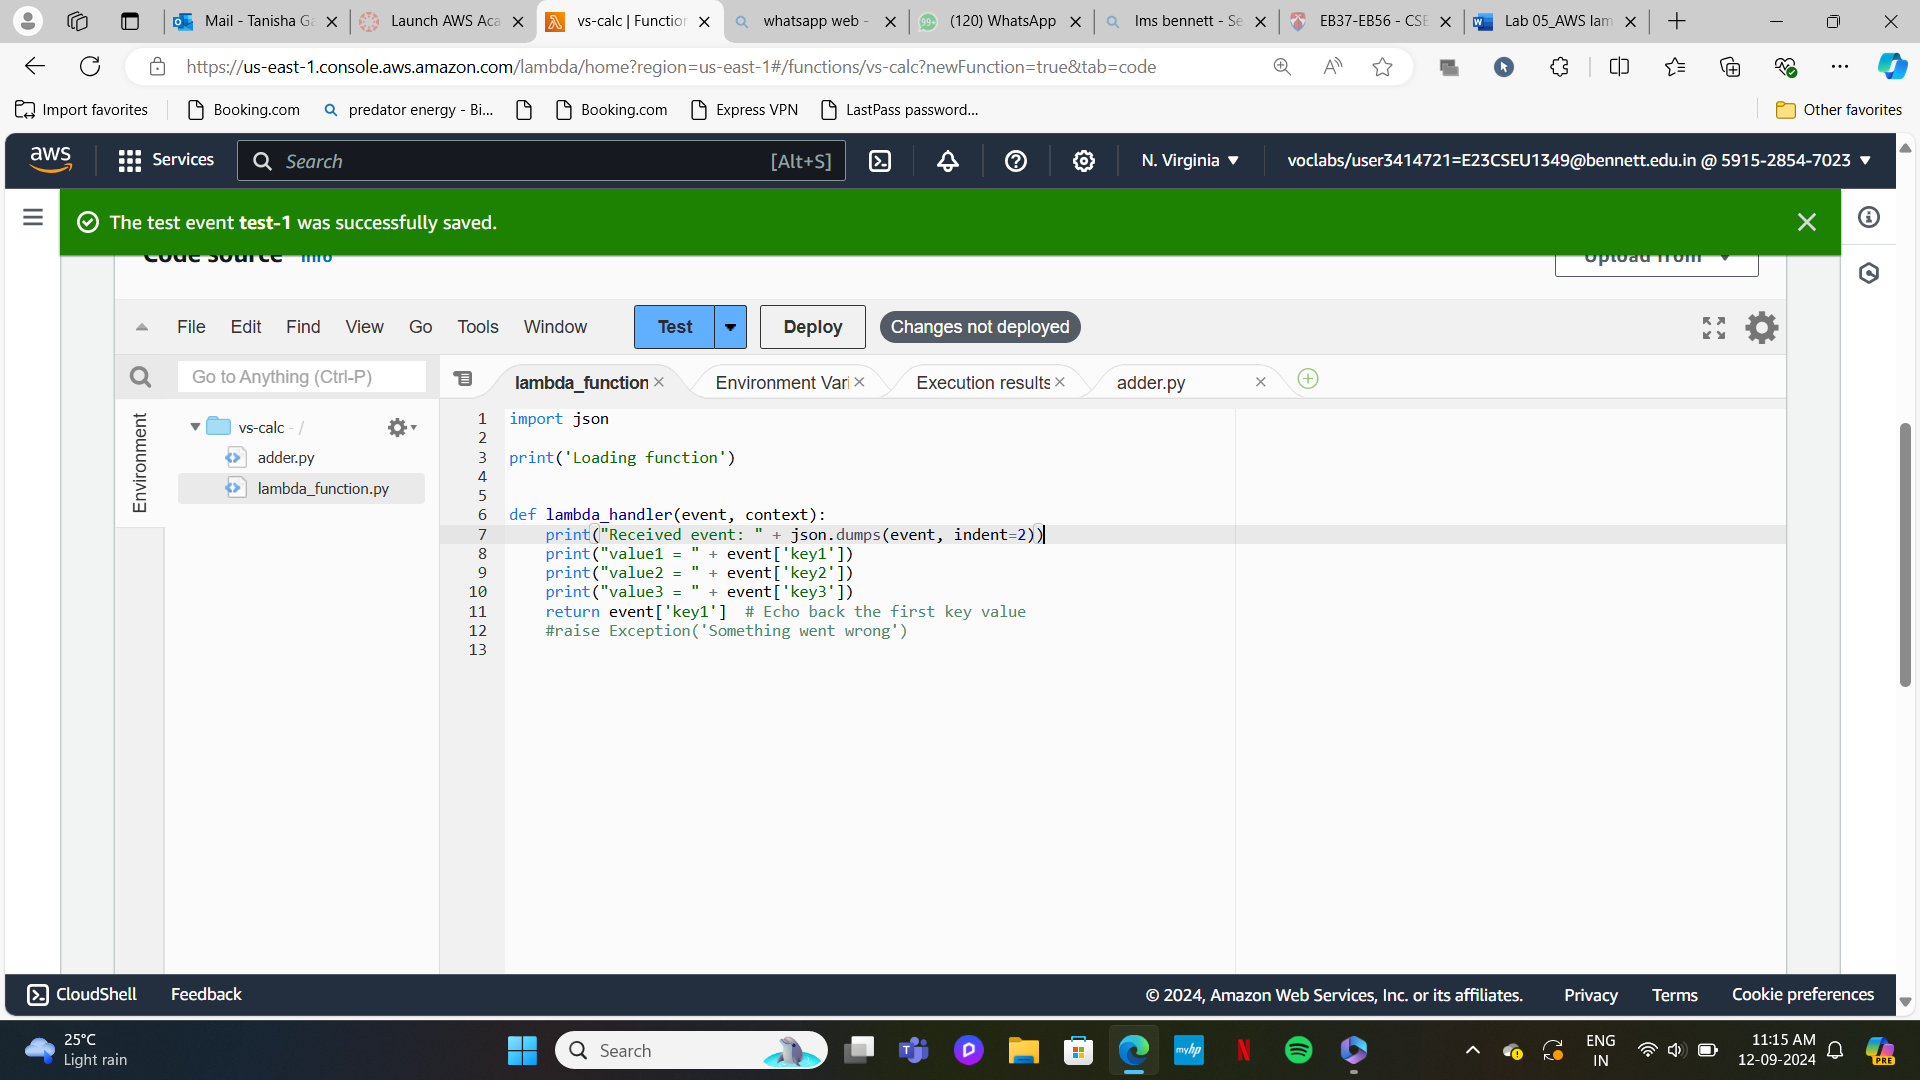 Mail - Tanisha Ga
Launch AWS Aca
vs-calc | Function
whatsapp web -
(120) WhatsApp
lms bennett - Se
EB37-EB56 - CSE
Lab 05_AWS lam
https://us-east-1.console.aws.amazon.com/lambda/home?region=us-east-1#/functions/vs-calc?newFunction=true&tab=code
Import favorites
Booking.com
predator energy - Bi...
Booking.com
Express VPN
LastPass password...
Other favorites
aws
Services
Search
[Alt+S]
N. Virginia
voclabs/user3414721=E23CSEU1349@bennett.edu.in @ 5915-2854-7023
The test event test-1 was successfully saved.
Code source
Info
Upload from
File
Edit
Find
View
Go
Tools
Window
Test
Deploy
Changes not deployed
Go to Anything (Ctrl-P)
lambda_function
Environment Vari
Execution results
adder.py
Environment
vs-calc - /
adder.py
lambda_function.py
1 import json
2
3 print('Loading function')
4
5
6 def lambda_handler(event, context):
7 print("Received event: " + json.dumps(event, indent=2))
8 print("value1 = " + event['key1'])
9 print("value2 = " + event['key2'])
10 print("value3 = " + event['key3'])
11 return event['key1'] # Echo back the first key value
12 #raise Exception('Something went wrong')
13
CloudShell
Feedback
© 2024, Amazon Web Services, Inc. or its affiliates.
Privacy
Terms
Cookie preferences
25°C
Light rain
Search
myhp
ENG
IN
11:15 AM
12-09-2024
PRE